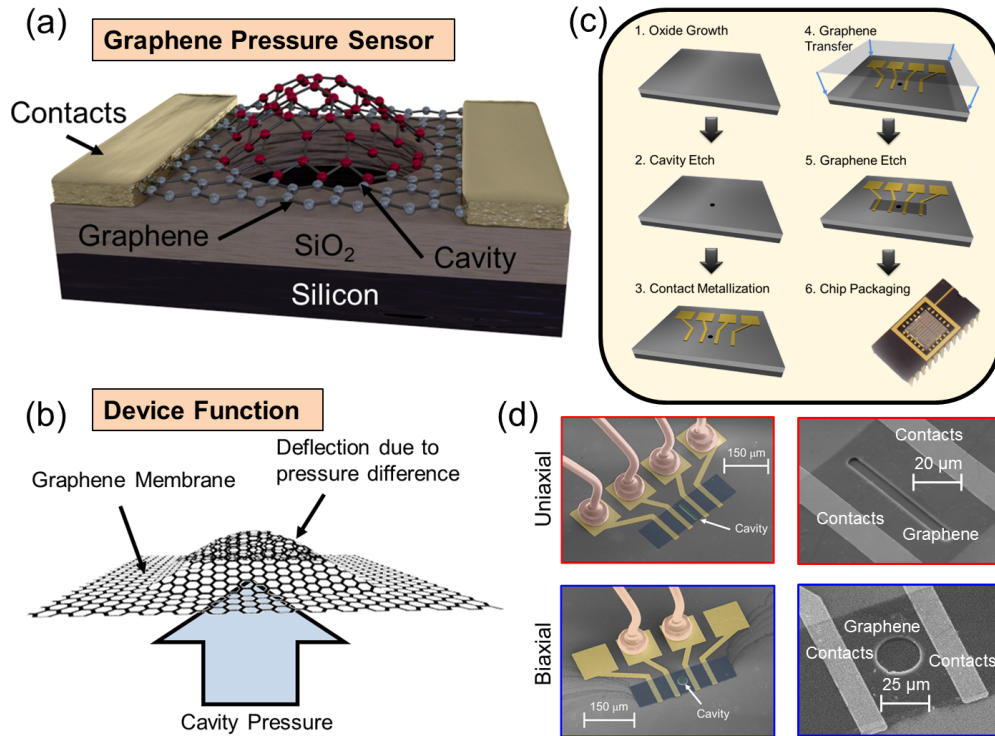 (a)
Graphene Pressure Sensor
Contacts
Graphene
SiO₂
Cavity
Silicon
(b)
Device Function
Deflection due to
pressure difference
Graphene Membrane
Cavity Pressure
(c)
1. Oxide Growth
2. Cavity Etch
3. Contact Metallization
4. Graphene
Transfer
5. Graphene Etch
6. Chip Packaging
(d)
Uniaxial
150 μm
Cavity
Contacts
20 μm
Contacts
Graphene
Biaxial
150 μm
Cavity
Graphene
Contacts
Contacts
25 μm